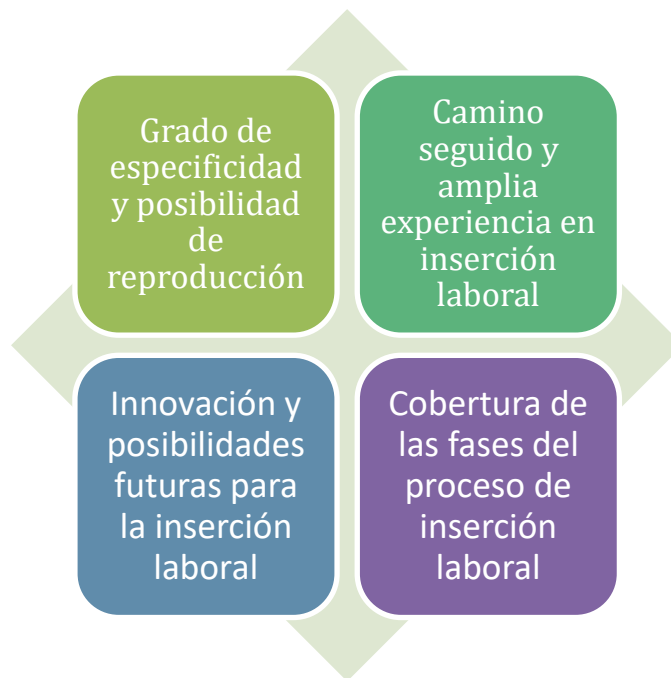 Grado de
especificidad
y posibilidad
de
reproducción
Camino
seguido y
amplia
experiencia en
inserción
laboral
Innovación y
posibilidades
futuras para
la inserción
laboral
Cobertura de
las fases del
proceso de
inserción
laboral